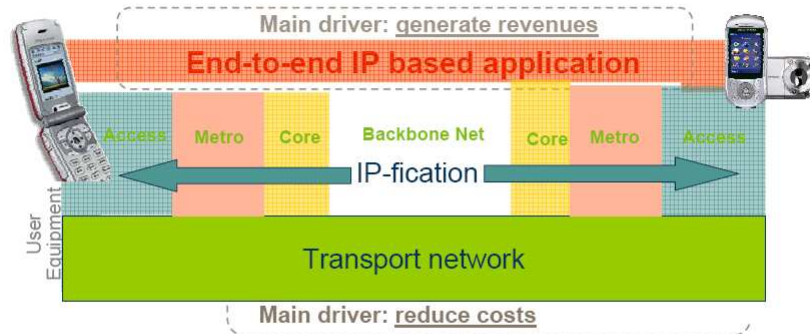 Main driver: generate revenues
End-to-end IP based application
Access Metro Core Backbone Net Core Metro Access
IP-fication
User
Equipment
Transport network
Main driver: reduce costs